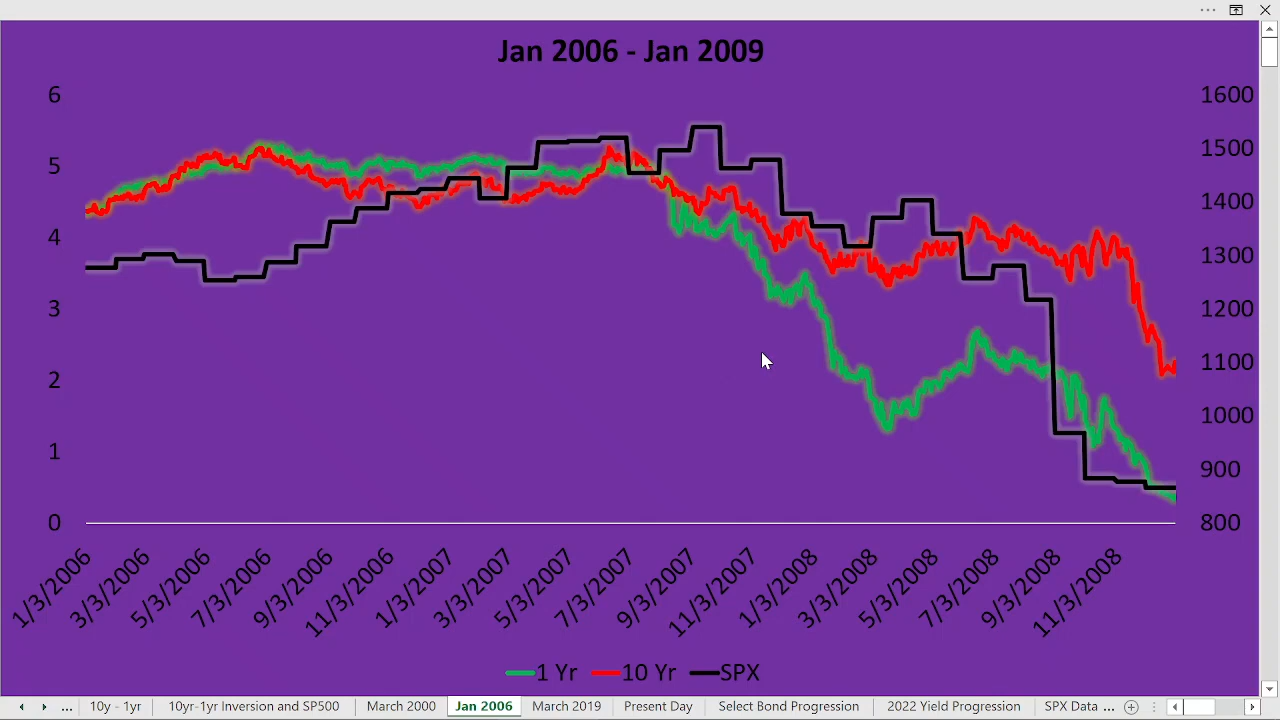 Jan 2006 - Jan 2009
6 1600
5 1500
4 1400
3 1300
2 1200
1 1100
0 1000
900
800
1/3/2006 3/3/2006 5/3/2006 7/3/2006 9/3/2006 11/3/2006 1/3/2007 3/3/2007 5/3/2007 7/3/2007 9/3/2007 11/3/2007 1/3/2008 3/3/2008 5/3/2008 7/3/2008 9/3/2008 11/3/2008
1 Yr 10 Yr SPX
... 10y - 1yr 10yr-1yr Inversion and SP500 March 2000 Jan 2006 March 2019 Present Day Select Bond Progression 2022 Yield Progression SPX Data ...